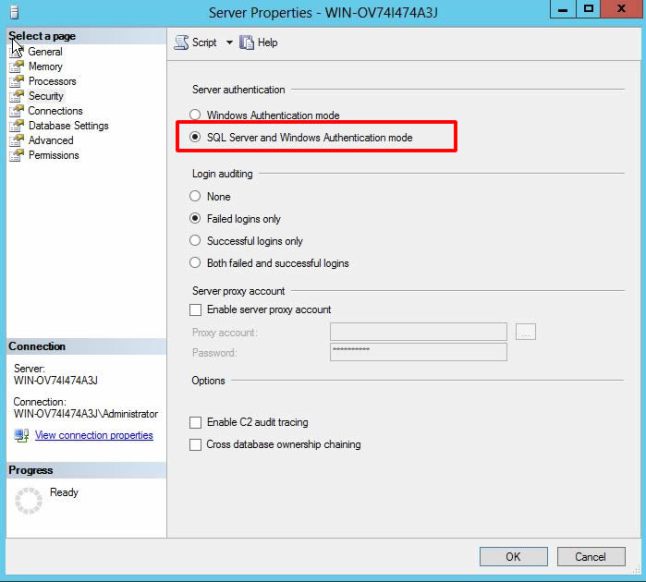 Server Properties - WIN-OV74I474A3J
Select a page
General
Memory
Processors
Security
Connections
Database Settings
Advanced
Permissions
Script
Help
Server authentication
Windows Authentication mode
SQL Server and Windows Authentication mode
Login auditing
None
Failed logins only
Successful logins only
Both failed and successful logins
Server proxy account
Enable server proxy account
Proxy account:
...
Password:
**********
Options
Enable C2 audit tracing
Cross database ownership chaining
Connection
Server:
WIN-OV74I474A3J
Connection:
WIN-OV74I474A3J\Administrator
View connection properties
Progress
Ready
OK
Cancel